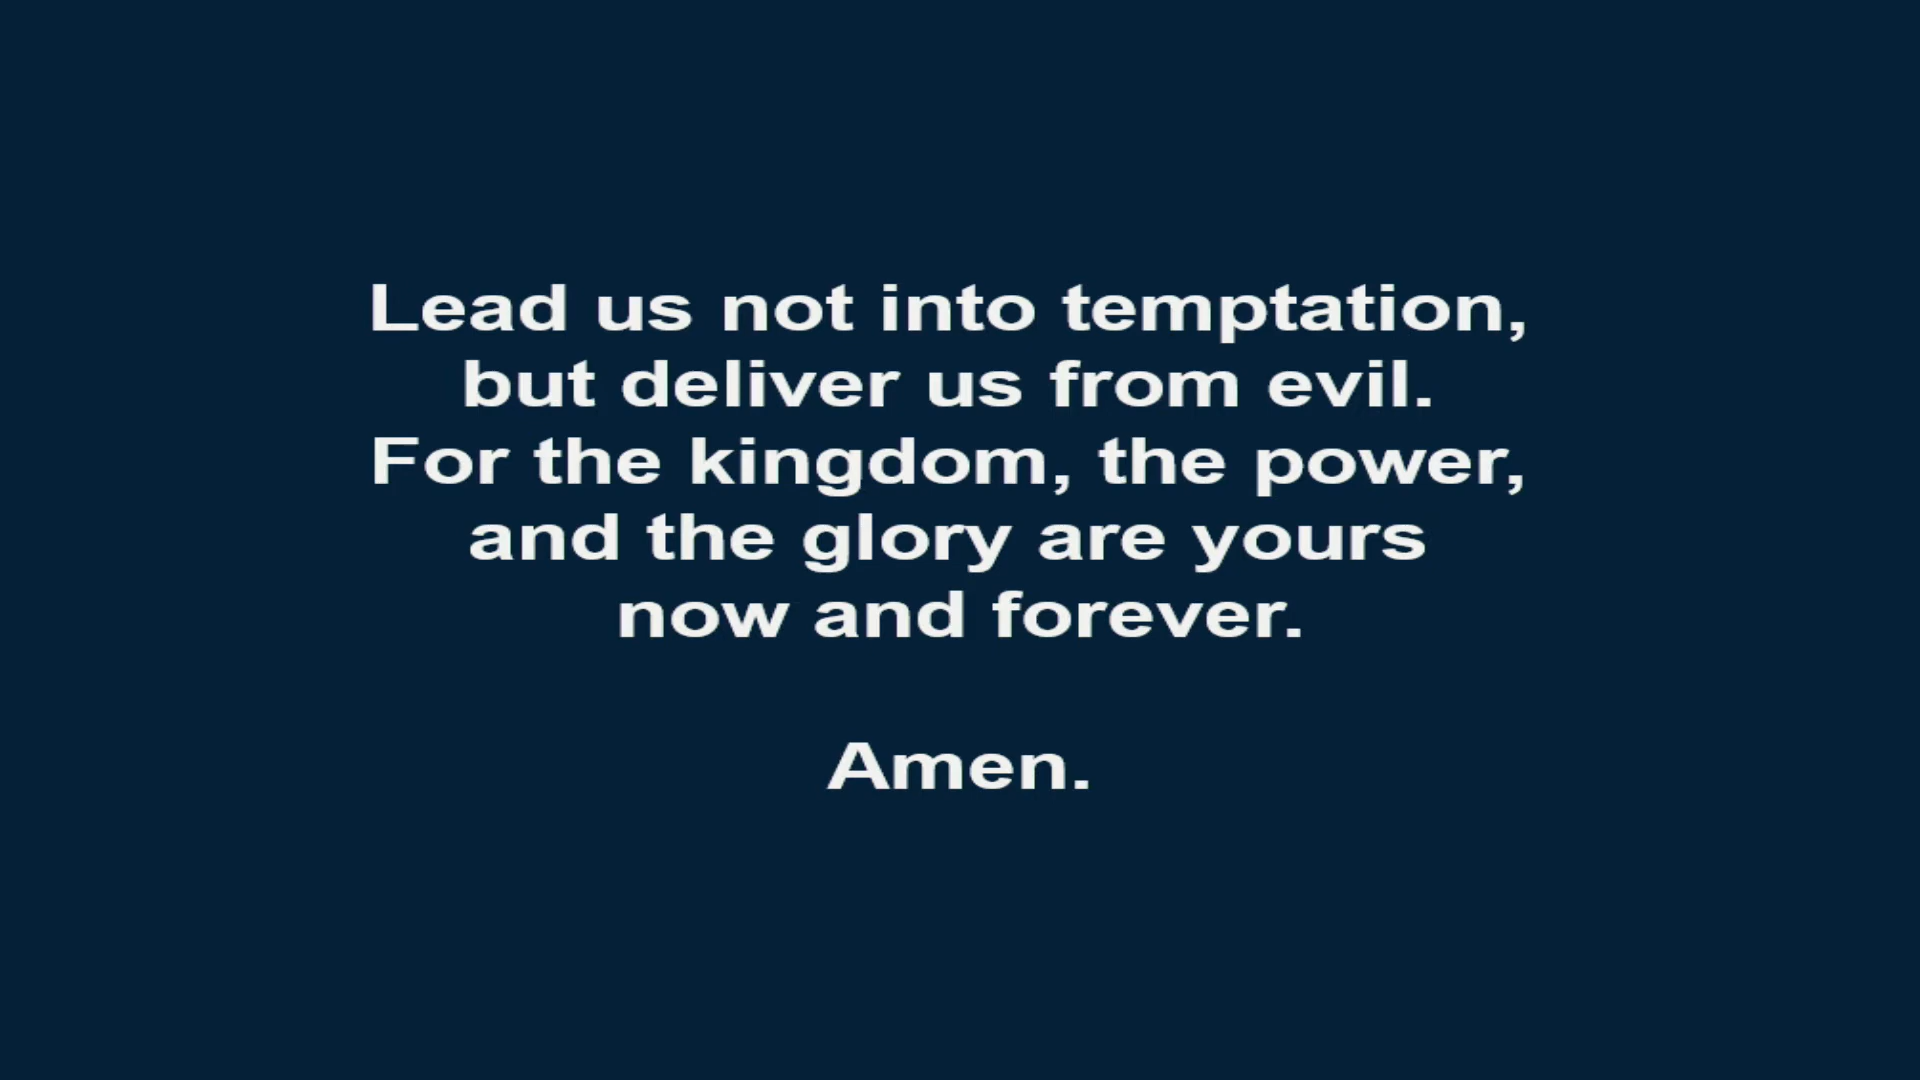 Lead us not into temptation,
but deliver us from evil.
For the kingdom, the power,
and the glory are yours
now and forever.
Amen.